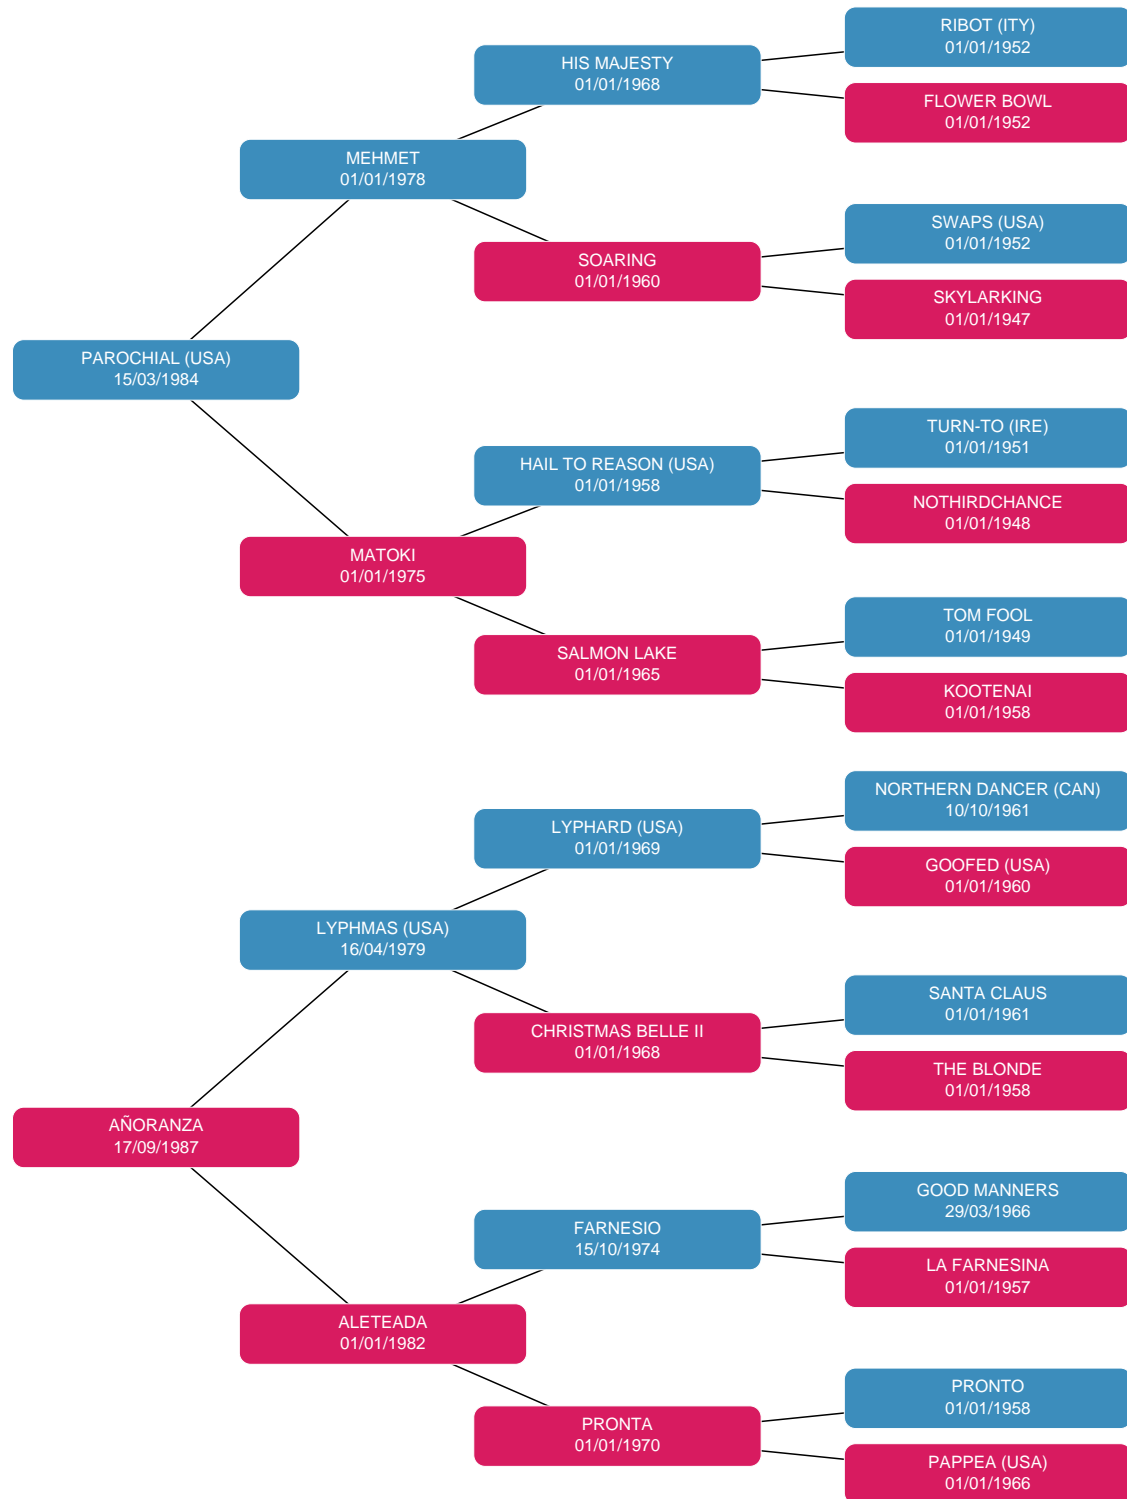 RIBOT (ITY)
01/01/1952
HIS MAJESTY
01/01/1968
FLOWER BOWL
01/01/1952
MEHMET
01/01/1978
SWAPS (USA)
01/01/1952
SOARING
01/01/1960
SKYLARKING
01/01/1947
PAROCHIAL (USA)
15/03/1984
TURN-TO (IRE)
01/01/1951
HAIL TO REASON (USA)
01/01/1958
NOTHIRDCHANCE
01/01/1948
MATOKI
01/01/1975
TOM FOOL
01/01/1949
SALMON LAKE
01/01/1965
KOOTENAI
01/01/1958
NORTHERN DANCER (CAN)
10/10/1961
LYPHARD (USA)
01/01/1969
GOOFED (USA)
01/01/1960
LYPHMAS (USA)
16/04/1979
SANTA CLAUS
01/01/1961
CHRISTMAS BELLE II
01/01/1968
THE BLONDE
01/01/1958
AÑORANZA
17/09/1987
GOOD MANNERS
29/03/1966
FARNESIO
15/10/1974
LA FARNESINA
01/01/1957
ALETEADA
01/01/1982
PRONTO
01/01/1958
PRONTA
01/01/1970
PAPPEA (USA)
01/01/1966